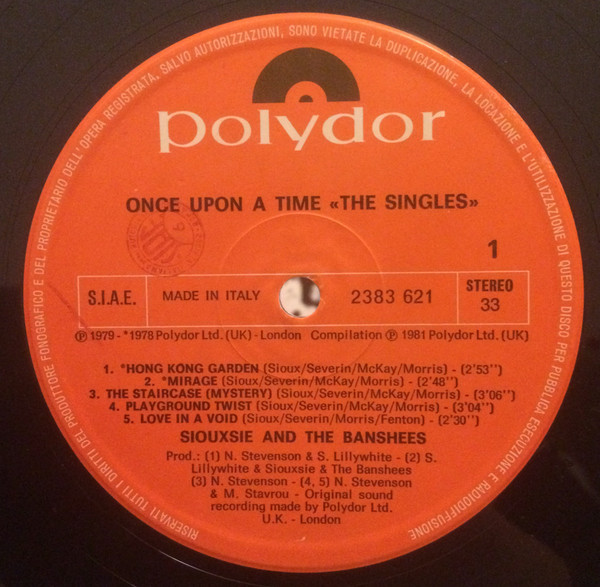 RISERVATI TUTTI I DIRITTI DEL PRODUTTORE FONOGRAFICO E DEL PROPRIETARIO DELL'OPERA REGISTRATA. SALVO AUTORIZZAZIONI, SONO VIETATE LA DUPLICAZIONE, LA LOCAZIONE E L'UTILIZZAZIONE DI QUESTO DISCO PER PUBBLICA ESECUZIONE E RADIODIFFUSIONE
polydor
ONCE UPON A TIME «THE SINGLES»
1
S.I.A.E. MADE IN ITALY 2383 621 STEREO
33
℗ 1979 - *1978 Polydor Ltd. (UK) - London Compilation ℗ 1981 Polydor Ltd. (UK)
1. *HONG KONG GARDEN (Sioux/Severin/McKay/Morris) - (2'53'')
2. *MIRAGE (Sioux/Severin/McKay/Morris) - (2'48'')
3. THE STAIRCASE (MYSTERY) (Sioux/Severin/McKay/Morris) - (3'06'')
4. PLAYGROUND TWIST (Sioux/Severin/McKay/Morris) - (3'04'')
5. LOVE IN A VOID (Sioux/Severin/Morris/Fenton) - (2'30'')
SIOUXSIE AND THE BANSHEES
Prod.: (1) N. Stevenson & S. Lillywhite - (2) S.
Lillywhite & Siouxsie & The Banshees
(3) N. Stevenson - (4, 5) N. Stevenson
& M. Stavrou - Original sound
recording made by Polydor Ltd.
U.K. - London